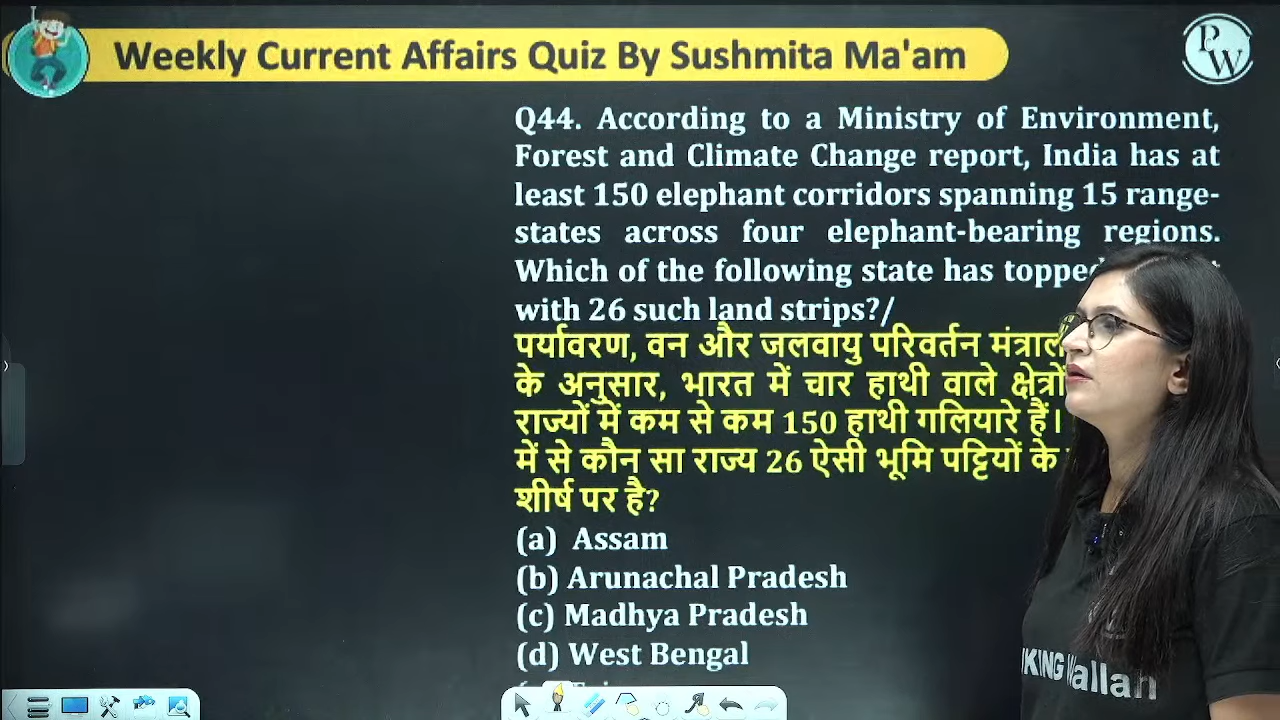 Weekly Current Affairs Quiz By Sushmita Ma'am
P
W
Q44. According to a Ministry of Environment,
Forest and Climate Change report, India has at
least 150 elephant corridors spanning 15 range-
states across four elephant-bearing regions.
Which of the following state has topped
with 26 such land strips?/
पर्यावरण, वन और जलवायु परिवर्तन
के अनुसार, भारत में चार हाथी वाले क्षेत्रों
राज्यों में कम से कम 150 हाथी गलियारे हैं।
में से कौन सा राज्य 26 ऐसी भूमि पट्टियों के
शीर्ष पर है?
(a) Assam
(b) Arunachal Pradesh
(c) Madhya Pradesh
(d) West Bengal